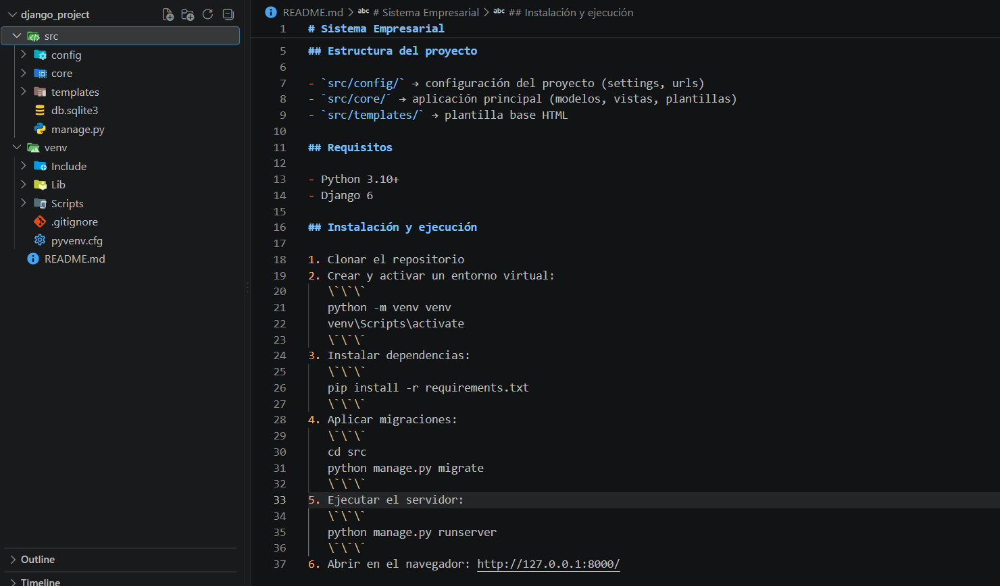 django_project
src
config
core
templates
db.sqlite3
manage.py
venv
Include
Lib
Scripts
.gitignore
pyvenv.cfg
README.md
Outline
Timeline
README.md > abc # Sistema Empresarial > abc ## Instalación y ejecución
1 # Sistema Empresarial
5 ## Estructura del proyecto
6
7 - `src/config/` → configuración del proyecto (settings, urls)
8 - `src/core/` → aplicación principal (modelos, vistas, plantillas)
9 - `src/templates/` → plantilla base HTML
10
11 ## Requisitos
12
13 - Python 3.10+
14 - Django 6
15
16 ## Instalación y ejecución
17
18 1. Clonar el repositorio
19 2. Crear y activar un entorno virtual:
20 \`\`\`
21 python -m venv venv
22 venv\Scripts\activate
23 \`\`\`
24 3. Instalar dependencias:
25 \`\`\`
26 pip install -r requirements.txt
27 \`\`\`
28 4. Aplicar migraciones:
29 \`\`\`
30 cd src
31 python manage.py migrate
32 \`\`\`
33 5. Ejecutar el servidor:
34 \`\`\`
35 python manage.py runserver
36 \`\`\`
37 6. Abrir en el navegador: http://127.0.0.1:8000/